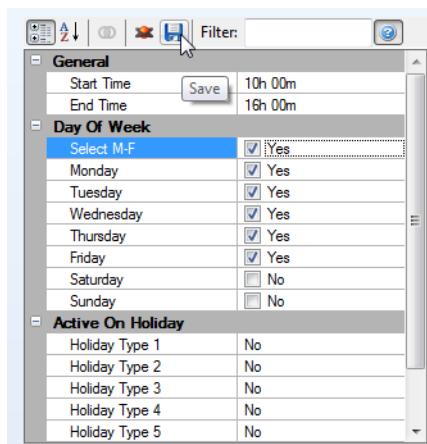 Filter:
General
Start Time 10h 00m
Save
End Time 16h 00m
Day Of Week
Select M-F Yes
Monday Yes
Tuesday Yes
Wednesday Yes
Thursday Yes
Friday Yes
Saturday No
Sunday No
Active On Holiday
Holiday Type 1 No
Holiday Type 2 No
Holiday Type 3 No
Holiday Type 4 No
Holiday Type 5 No